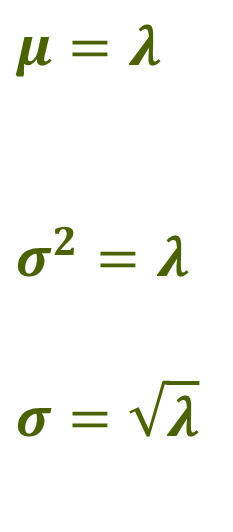 μ = λ
σ² = λ
σ = √λ